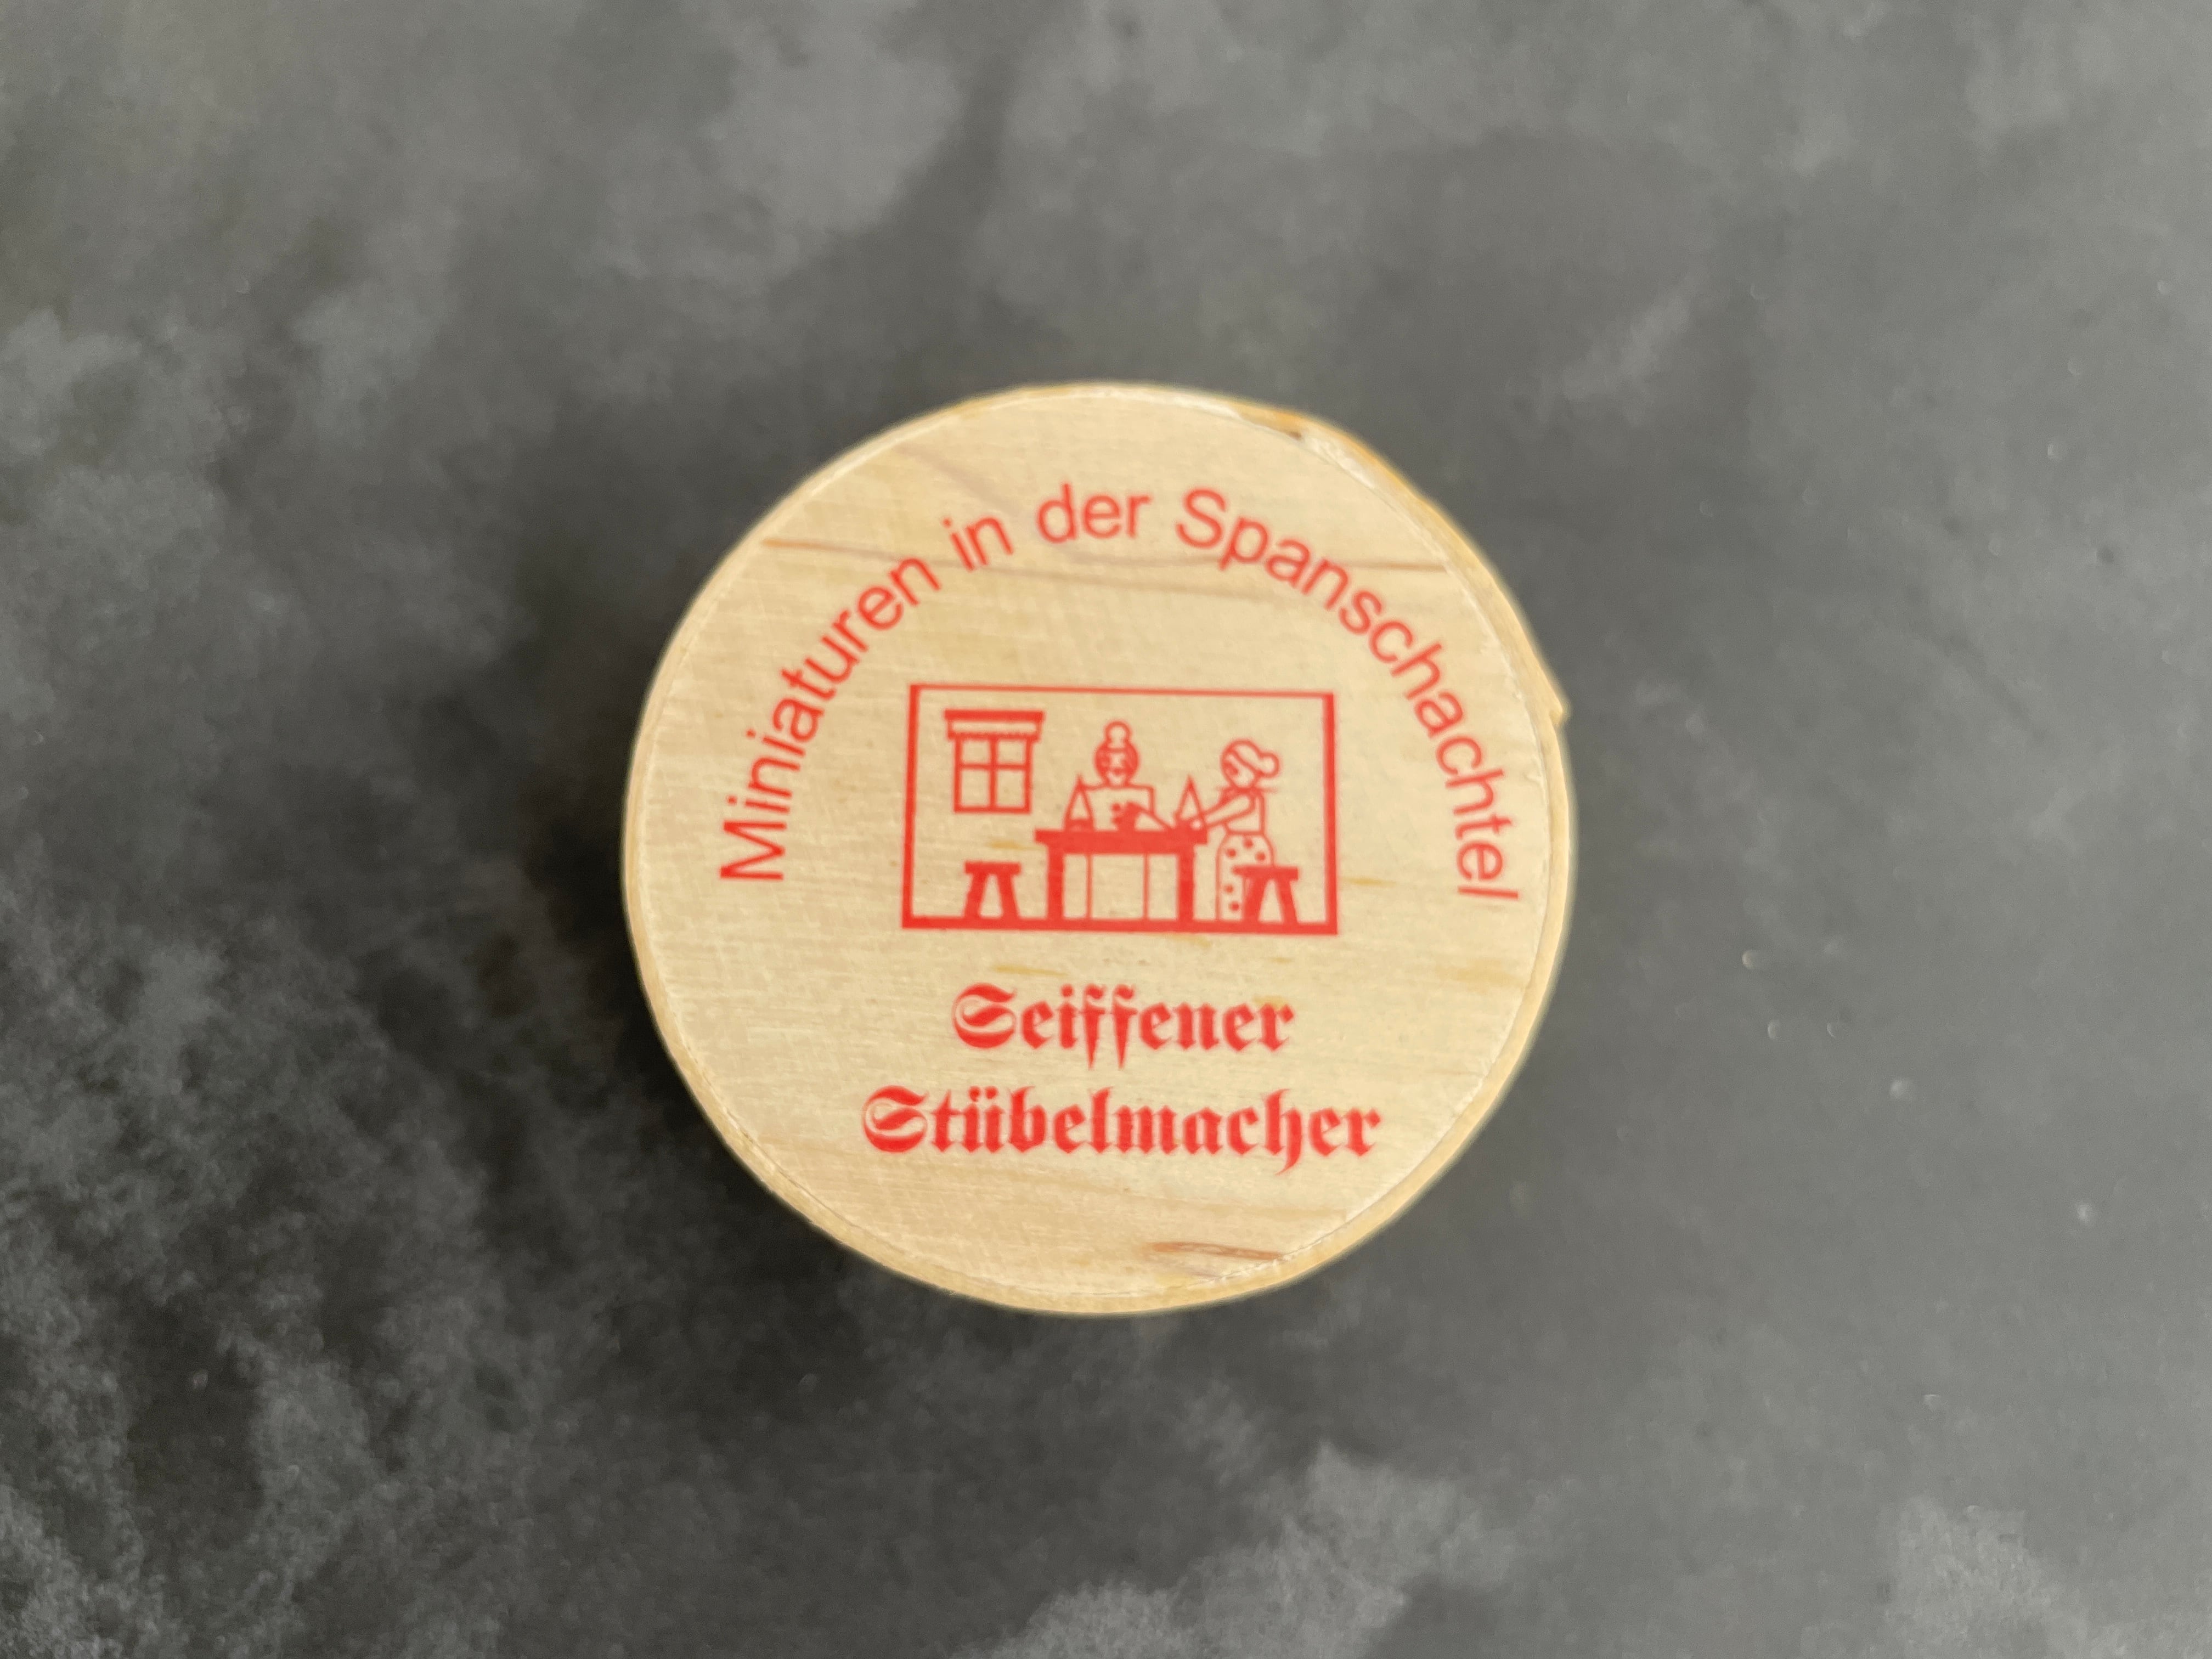 Miniaturen in der Spanschachtel
Seiffener
Stübelmacher